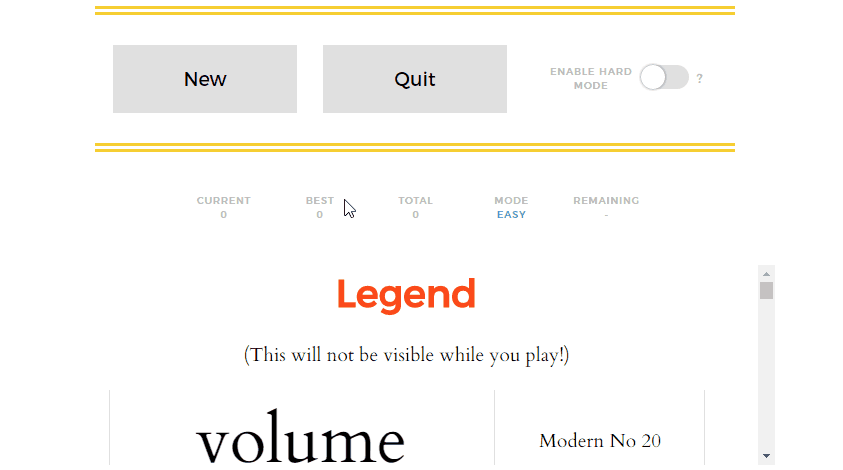 New
Quit
ENABLE HARD
MODE
?
CURRENT
0
BEST
0
TOTAL
0
MODE
EASY
REMAINING
-
Legend
(This will not be visible while you play!)
volume
Modern No 20